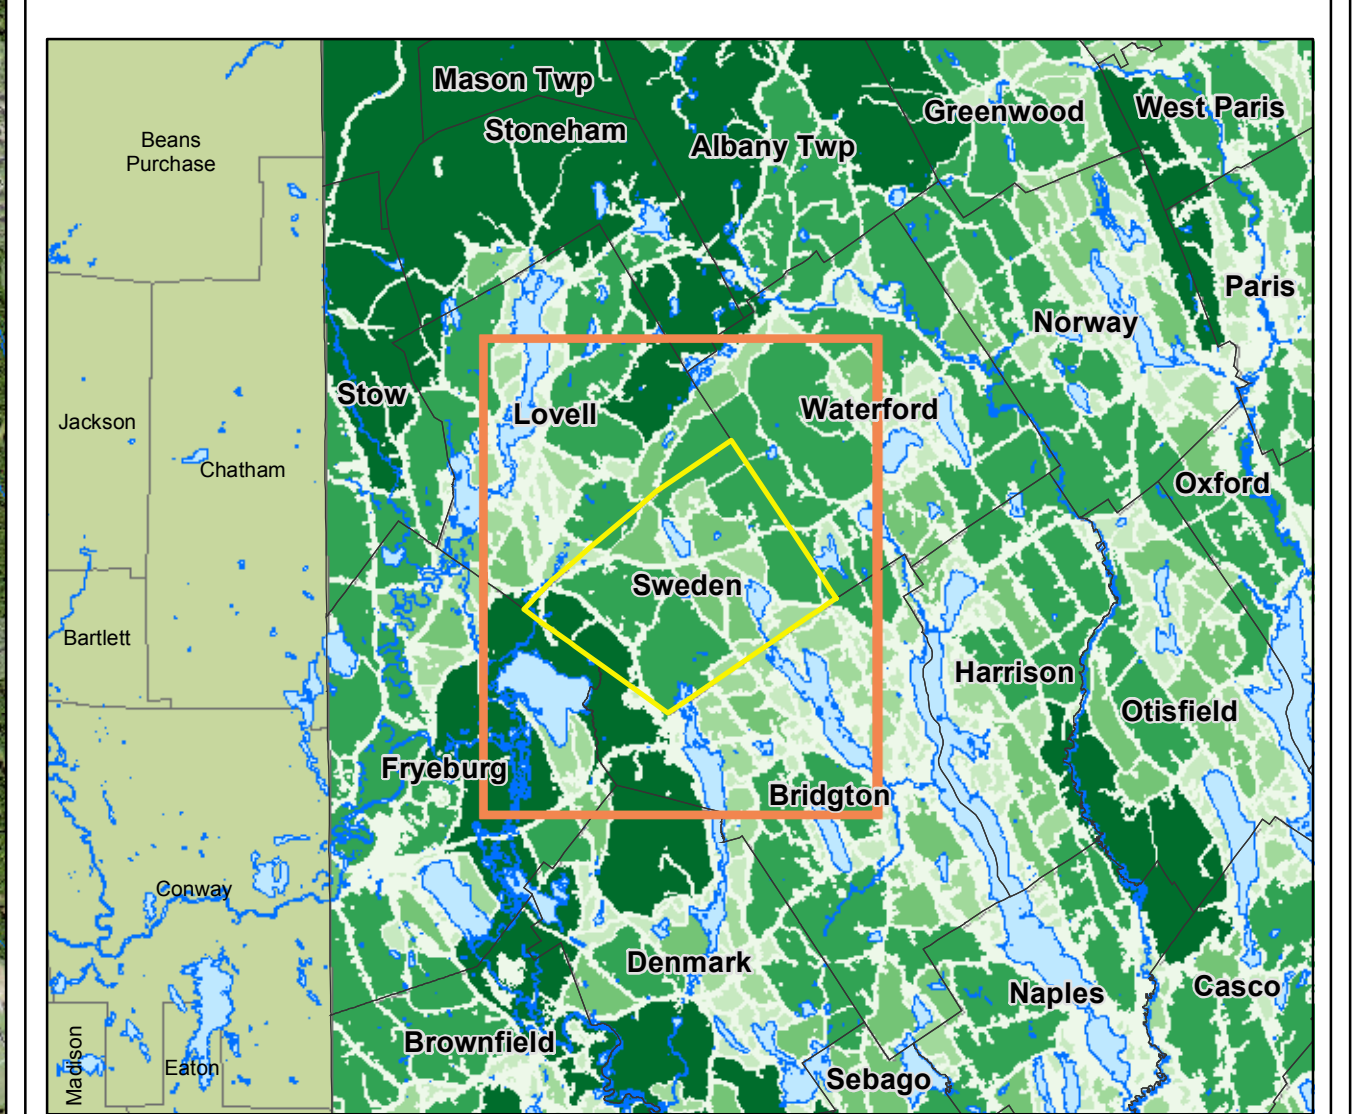 Mason Twp
Greenwood
West Paris
Stoneham
Beans
Purchase
Albany Twp
Paris
Norway
Stow
Lovell
Waterford
Jackson
Chatham
Oxford
Sweden
Bartlett
Harrison
Otisfield
Fryeburg
Bridgton
Conway
Denmark
Naples
Casco
Brownfield
Madison
Eaton
Sebago